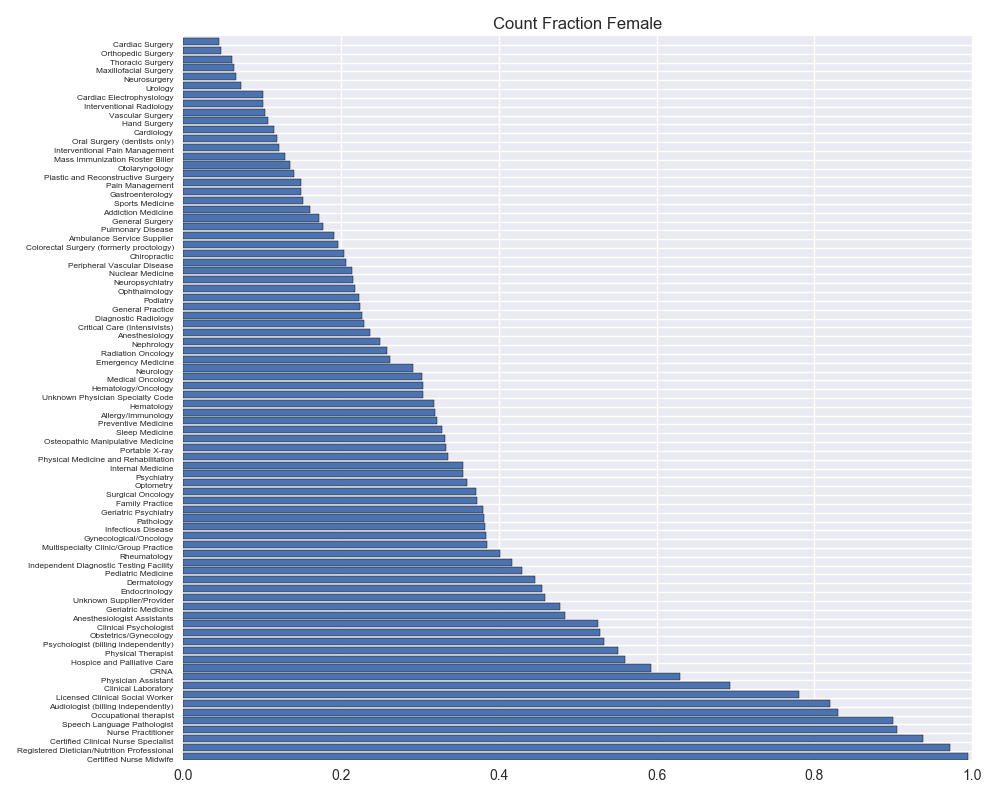 Count Fraction Female
Cardiac Surgery
Orthopedic Surgery
Thoracic Surgery
Maxillofacial Surgery
Neurosurgery
Urology
Cardiac Electrophysiology
Interventional Radiology
Vascular Surgery
Hand Surgery
Cardiology
Oral Surgery (dentists only)
Interventional Pain Management
Mass Immunization Roster Biller
Otolaryngology
Plastic and Reconstructive Surgery
Pain Management
Gastroenterology
Sports Medicine
Addiction Medicine
General Surgery
Pulmonary Disease
Ambulance Service Supplier
Colorectal Surgery (formerly proctology)
Chiropractic
Peripheral Vascular Disease
Nuclear Medicine
Neuropsychiatry
Ophthalmology
Podiatry
General Practice
Diagnostic Radiology
Critical Care (Intensivists)
Anesthesiology
Nephrology
Radiation Oncology
Emergency Medicine
Neurology
Medical Oncology
Hematology/Oncology
Unknown Physician Specialty Code
Hematology
Allergy/Immunology
Preventive Medicine
Sleep Medicine
Osteopathic Manipulative Medicine
Portable X-ray
Physical Medicine and Rehabilitation
Internal Medicine
Psychiatry
Optometry
Surgical Oncology
Family Practice
Geriatric Psychiatry
Pathology
Infectious Disease
Gynecological/Oncology
Multispecialty Clinic/Group Practice
Rheumatology
Independent Diagnostic Testing Facility
Pediatric Medicine
Dermatology
Endocrinology
Unknown Supplier/Provider
Geriatric Medicine
Anesthesiologist Assistants
Clinical Psychologist
Obstetrics/Gynecology
Psychologist (billing independently)
Physical Therapist
Hospice and Palliative Care
CRNA
Physician Assistant
Clinical Laboratory
Licensed Clinical Social Worker
Audiologist (billing independently)
Occupational therapist
Speech Language Pathologist
Nurse Practitioner
Certified Clinical Nurse Specialist
Registered Dietician/Nutrition Professional
Certified Nurse Midwife
0.0 0.2 0.4 0.6 0.8 1.0